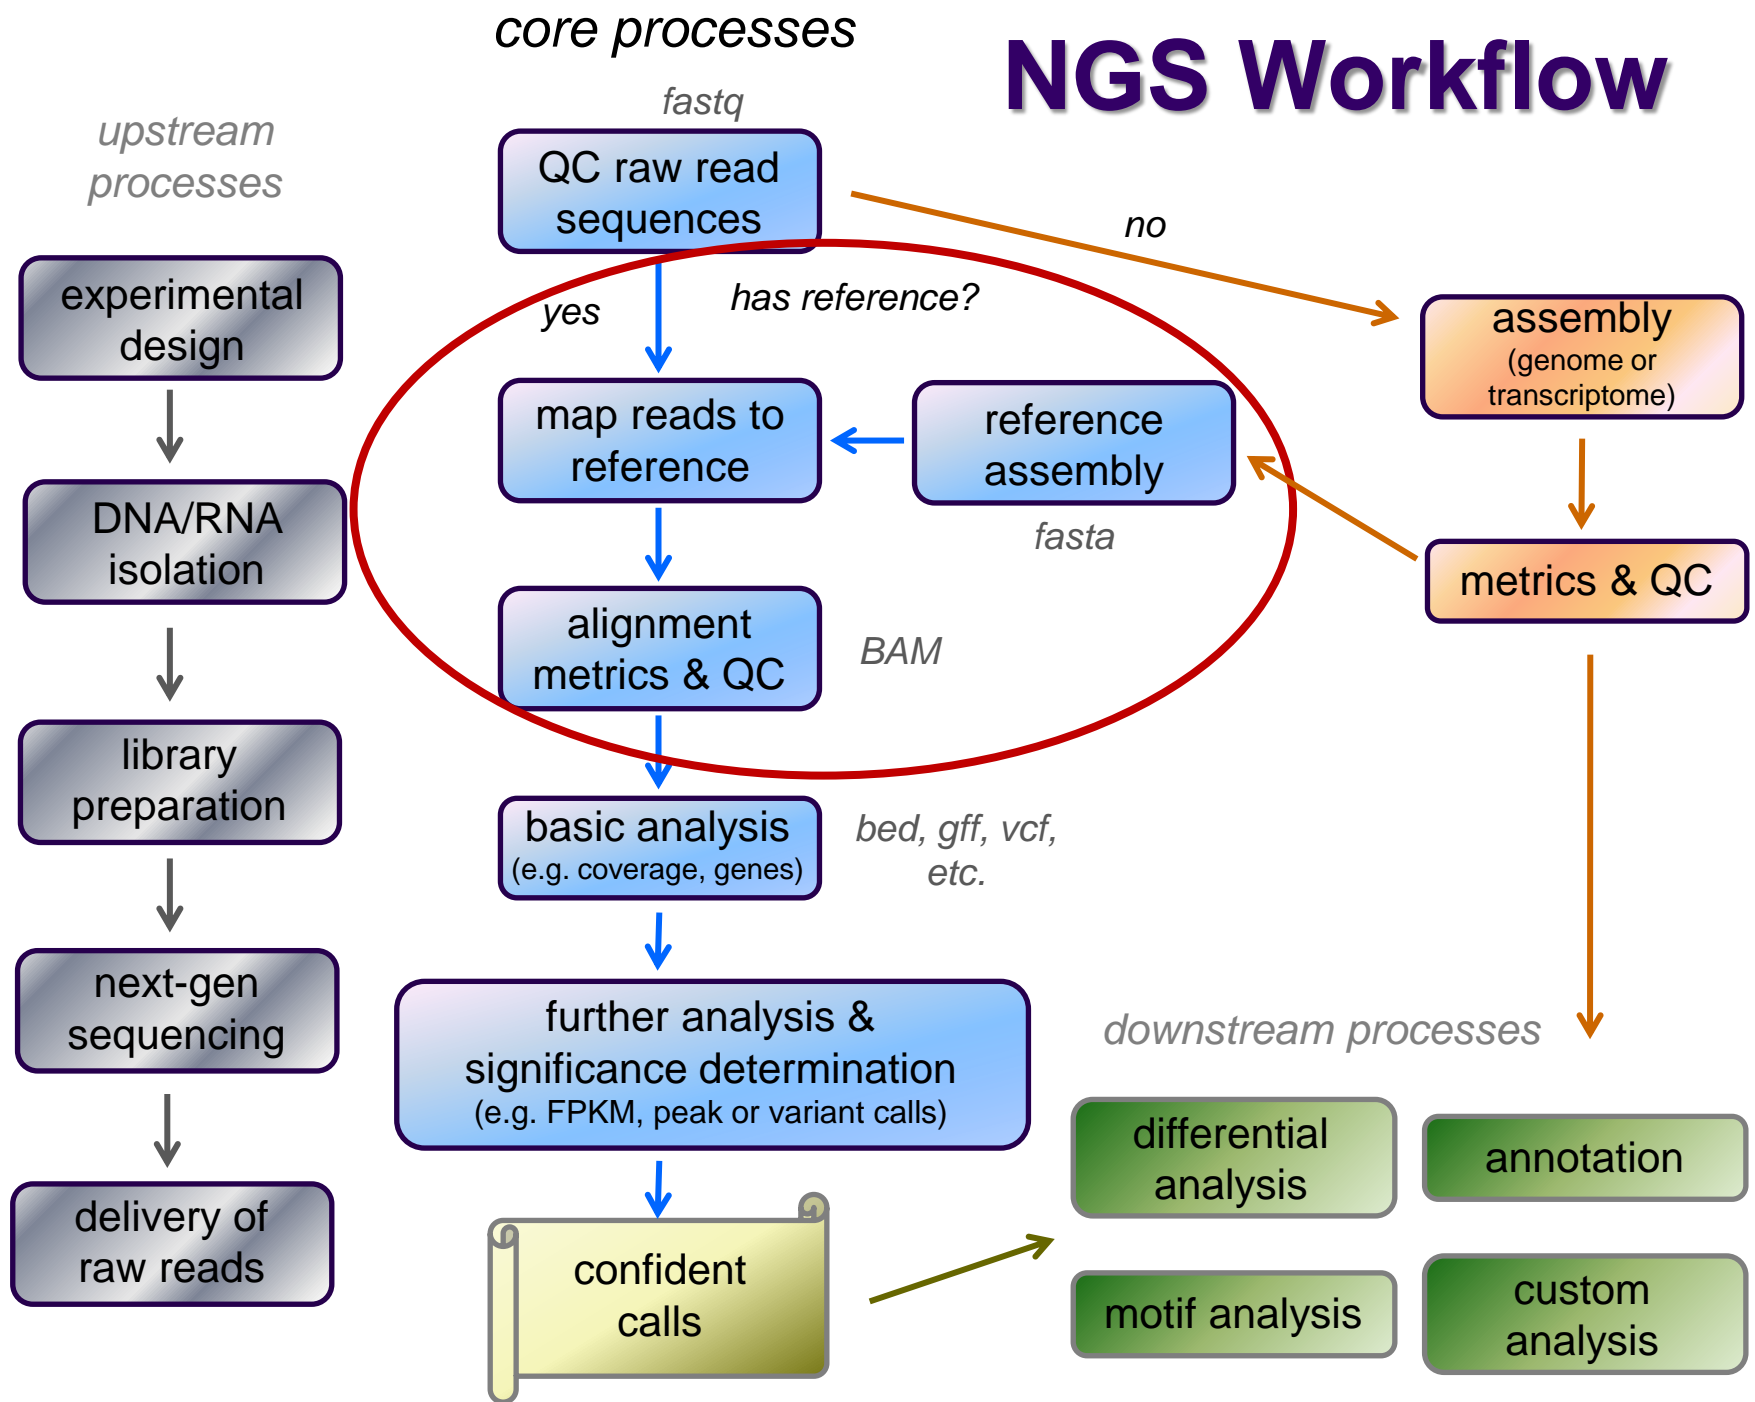 core processes
NGS Workflow
upstream
processes
experimental
design
DNA/RNA
isolation
library
preparation
next-gen
sequencing
delivery of
raw reads
fastq
QC raw read
sequences
yes
has reference?
no
map reads to
reference
reference
assembly
fasta
alignment
metrics & QC
BAM
basic analysis
(e.g. coverage, genes)
bed, gff, vcf,
etc.
further analysis &
significance determination
(e.g. FPKM, peak or variant calls)
confident
calls
assembly
(genome or
transcriptome)
metrics & QC
downstream processes
differential
analysis
annotation
motif analysis
custom
analysis